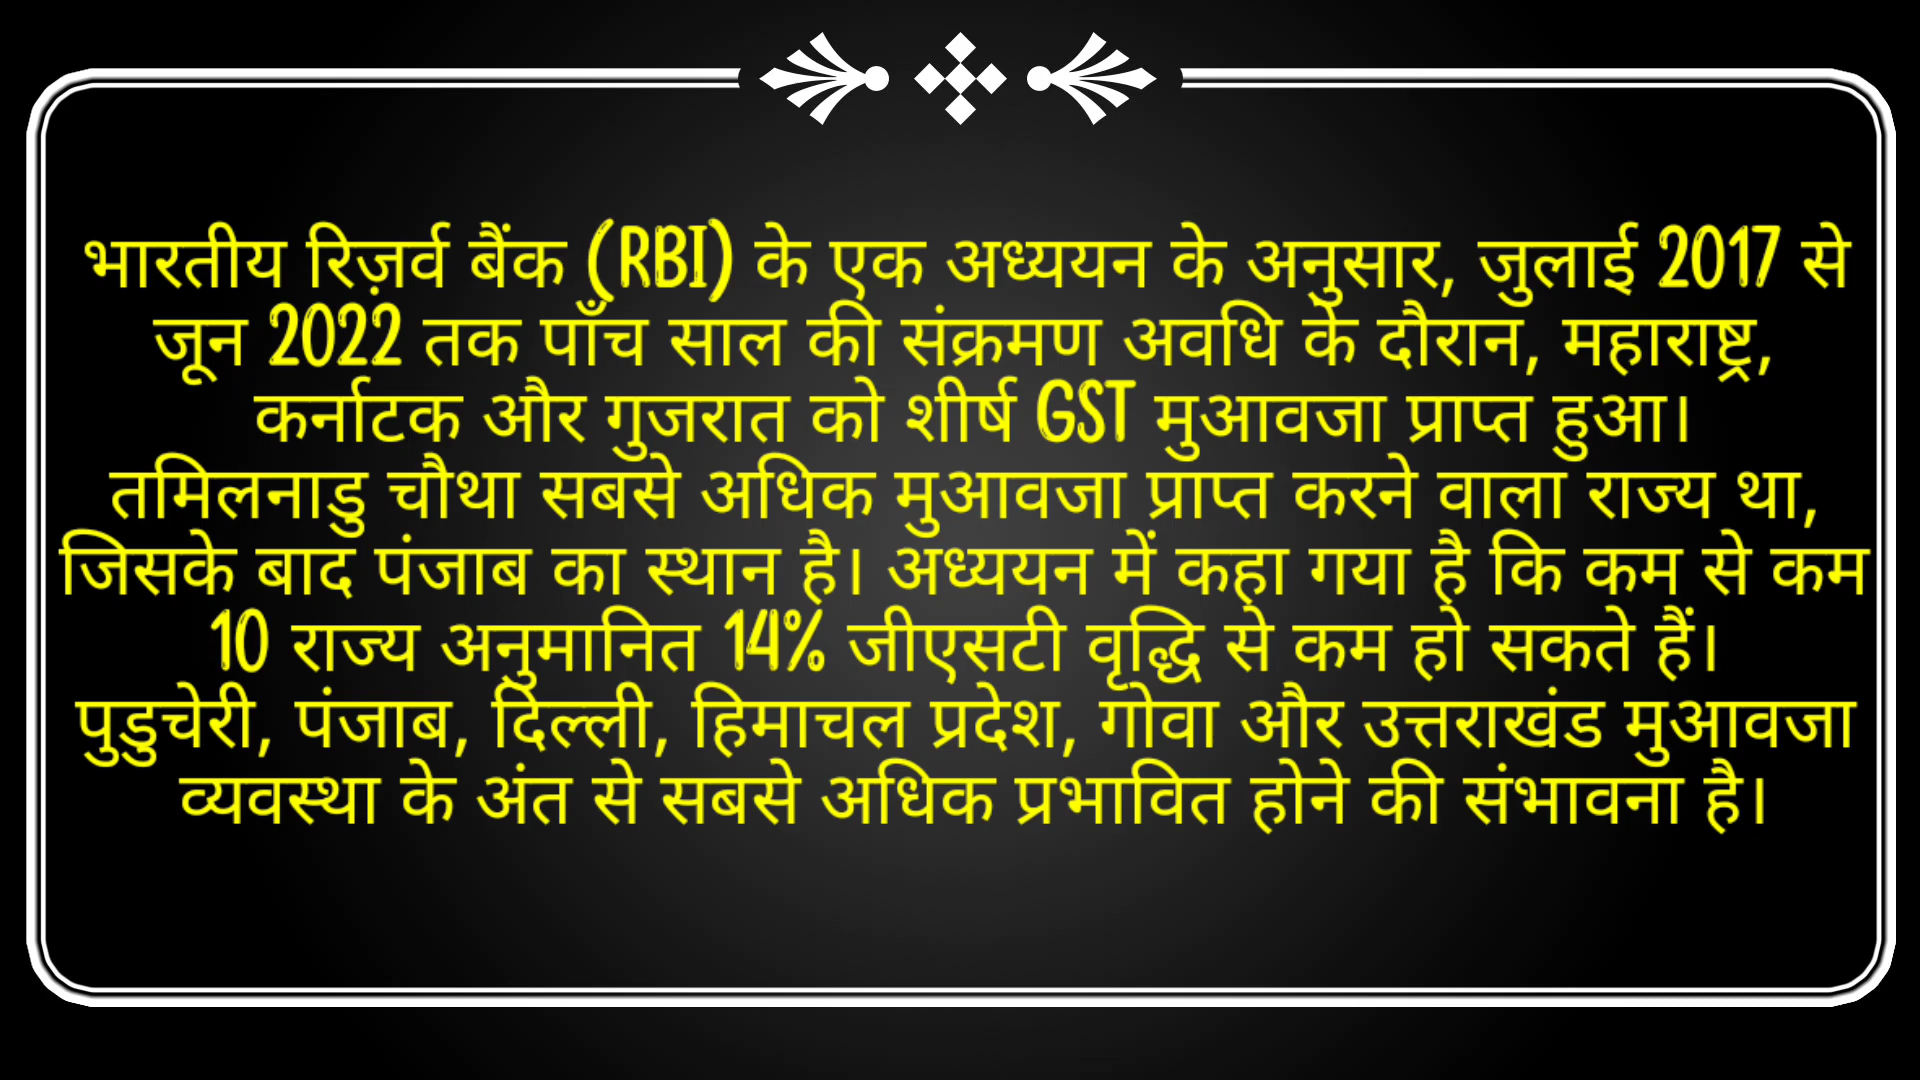 भारतीय रिज़र्व बैंक (RBI) के एक अध्ययन के अनुसार, जुलाई 2017 से
जून 2022 तक पाँच साल की संक्रमण अवधि के दौरान, महाराष्ट्र,
कर्नाटक और गुजरात को शीर्ष GST मुआवजा प्राप्त हुआ।
तमिलनाडु चौथा सबसे अधिक मुआवजा प्राप्त करने वाला राज्य था,
जिसके बाद पंजाब का स्थान है। अध्ययन में कहा गया है कि कम से कम
10 राज्य अनुमानित 14% जीएसटी वृद्धि से कम हो सकते हैं।
पुडुचेरी, पंजाब, दिल्ली, हिमाचल प्रदेश, गोवा और उत्तराखंड मुआवजा
व्यवस्था के अंत से सबसे अधिक प्रभावित होने की संभावना है।